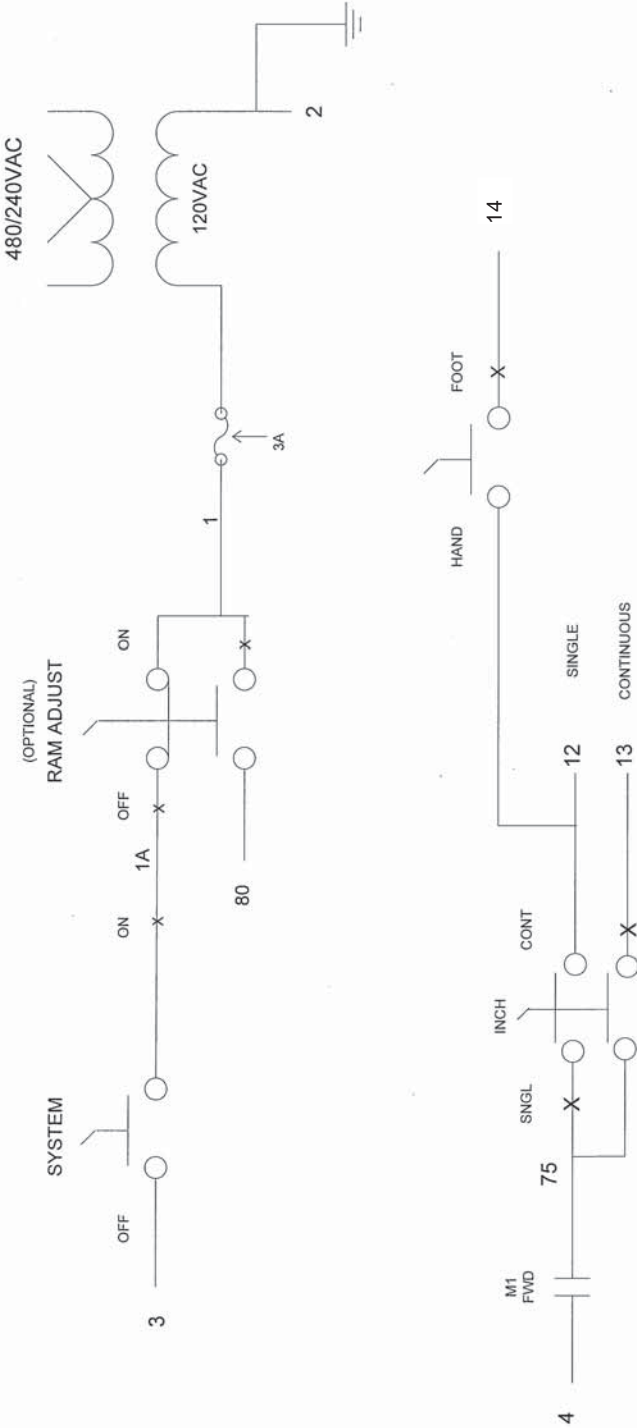 480/240VAC
120VAC
2
3A
1
(OPTIONAL)
RAM ADJUST
ON
OFF
1A
80
ON
SYSTEM
OFF
3
14
FOOT
HAND
SINGLE
12
CONTINUOUS
13
CONT
INCH
SNGL
75
M1
FWD
4